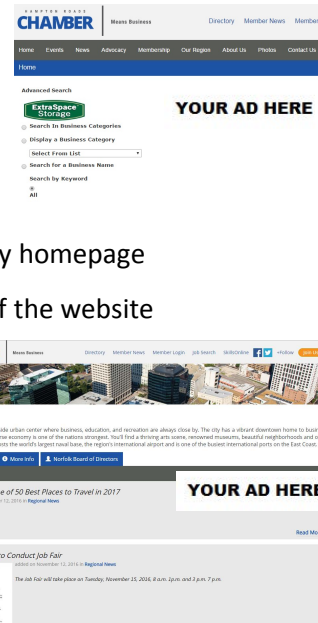 HAMPTON ROADS
CHAMBER
Means Business
Directory Member News Member
Home Events News Advocacy Membership Our Region About Us Photos Contact Us
Home
Advanced Search
ExtraSpace
Storage
YOUR AD HERE
Search In Business Categories
Display a Business Category
Select From List
Search for a Business Name
Search by Keyword
All
y homepage
f the website
Means Business Directory Member News Member Login Job Search SkillsOnline +Follow Join Us
side urban center where business, education, and recreation are always close by. The city has a vibrant downtown home to busin
rse economy is one of the nations strongest. You'll find a thriving arts scene, renowned museums, beautiful neighborhoods and o
osts the world's largest naval base, the region's international airport and is one of the busiest international ports on the East Coast.
More Info Norfolk Board of Directors
e of 50 Best Places to Travel in 2017
r 12, 2016 in Regional News
YOUR AD HERE
Read Mo
o Conduct Job Fair
added on November 12, 2016 in Regional News
The Job Fair will take place on Tuesday, November 15, 2016, 8 a.m. 1p.m. and 3 p.m. 7 p.m.